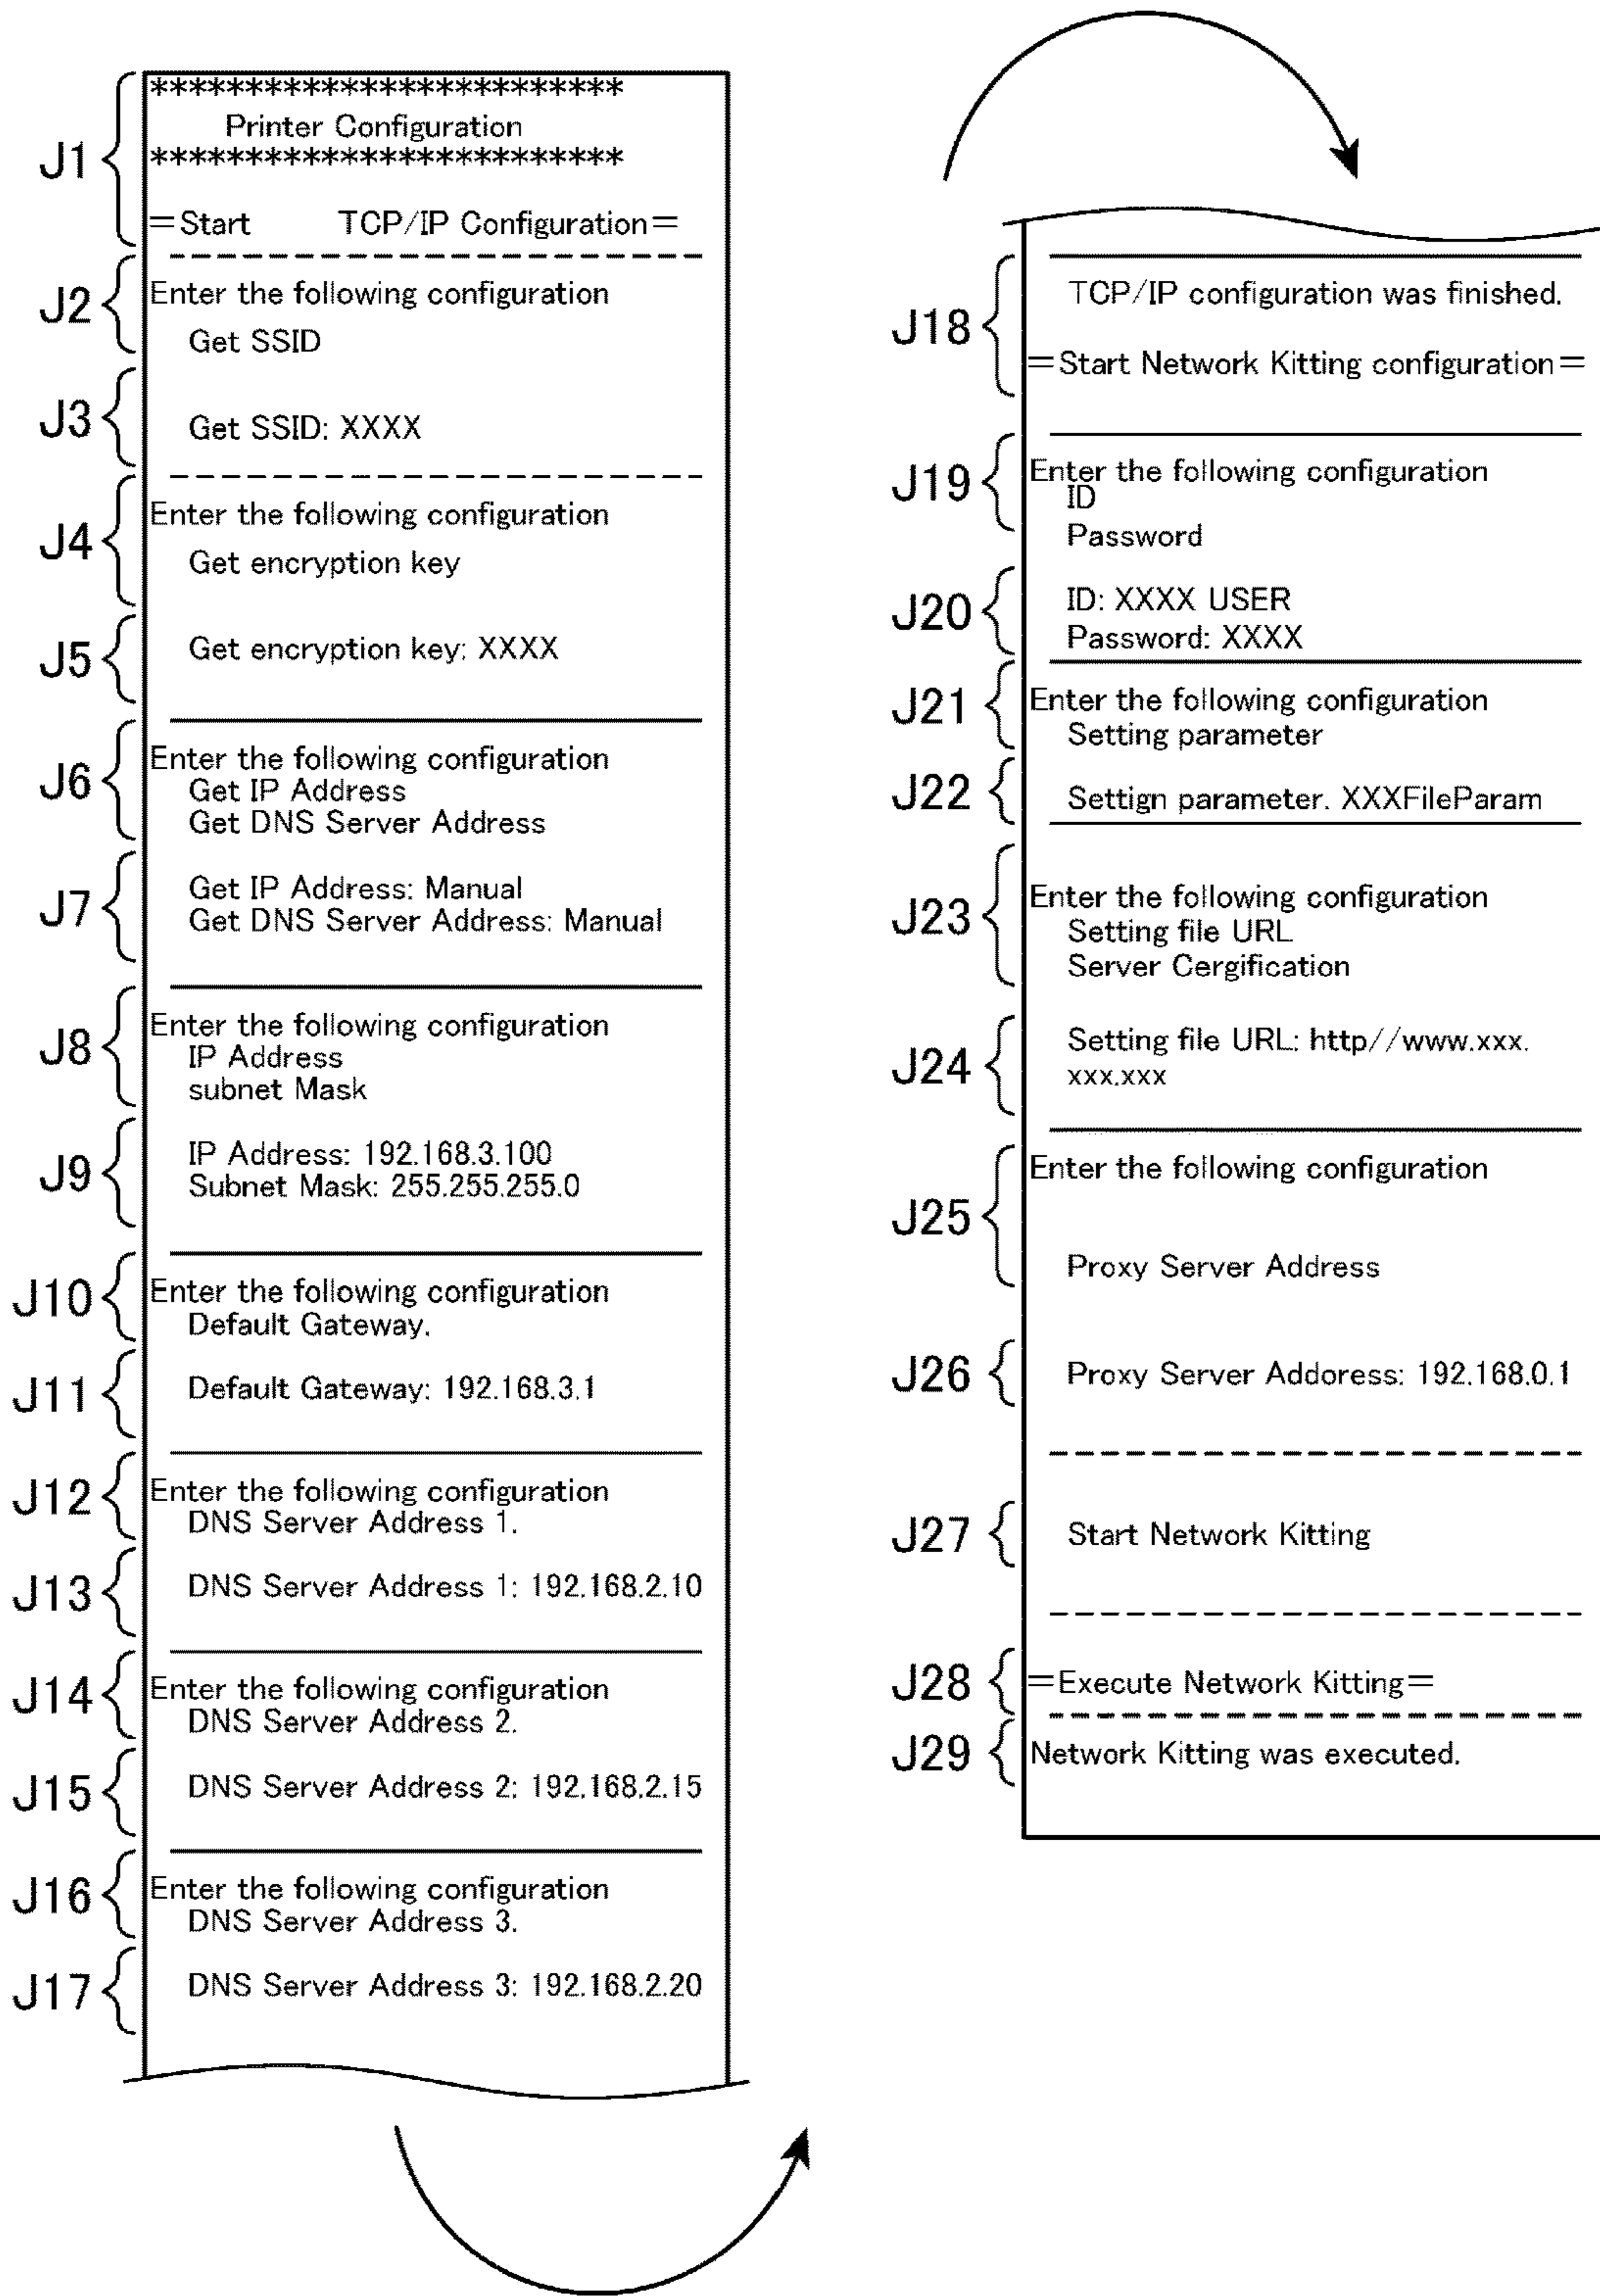 J1
*************************
Printer Configuration
*************************
=Start TCP/IP Configuration=
J2
Enter the following configuration
Get SSID
J3
Get SSID: XXXX
J4
Enter the following configuration
Get encryption key
J5
Get encryption key: XXXX
J6
Enter the following configuration
Get IP Address
Get DNS Server Address
J7
Get IP Address: Manual
Get DNS Server Address: Manual
J8
Enter the following configuration
IP Address
subnet Mask
J9
IP Address: 192.168.3.100
Subnet Mask: 255.255.255.0
J10
Enter the following configuration
Default Gateway.
J11
Default Gateway: 192.168.3.1
J12
Enter the following configuration
DNS Server Address 1.
J13
DNS Server Address 1: 192.168.2.10
J14
Enter the following configuration
DNS Server Address 2.
J15
DNS Server Address 2: 192.168.2.15
J16
Enter the following configuration
DNS Server Address 3.
J17
DNS Server Address 3: 192.168.2.20
J18
TCP/IP configuration was finished.
=Start Network Kitting configuration=
J19
Enter the following configuration
ID
Password
J20
ID: XXXX USER
Password: XXXX
J21
Enter the following configuration
Setting parameter
J22
Settign parameter. XXXFileParam
J23
Enter the following configuration
Setting file URL
Server Cergification
J24
Setting file URL: http//www.xxx.
xxx.xxx
J25
Enter the following configuration
Proxy Server Address
J26
Proxy Server Addoress: 192.168.0.1
J27
Start Network Kitting
J28
=Execute Network Kitting=
J29
Network Kitting was executed.